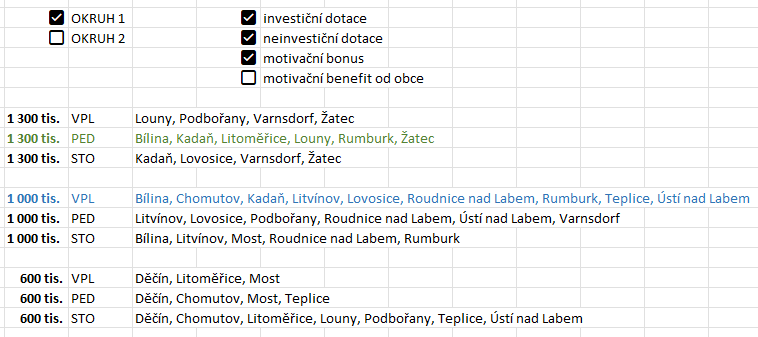 OKRUH 1 investiční dotace
OKRUH 2 neinvestiční dotace
motivační bonus
motivační benefit od obce
1 300 tis. VPL Louny, Podbořany, Varnsdorf, Žatec
1 300 tis. PED Bílina, Kadaň, Litoměřice, Louny, Rumburk, Žatec
1 300 tis. STO Kadaň, Lovosice, Varnsdorf, Žatec
1 000 tis. VPL Bílina, Chomutov, Kadaň, Litvínov, Lovosice, Roudnice nad Labem, Rumburk, Teplice, Ústí nad Labem
1 000 tis. PED Litvínov, Lovosice, Podbořany, Roudnice nad Labem, Ústí nad Labem, Varnsdorf
1 000 tis. STO Bílina, Litvínov, Most, Roudnice nad Labem, Rumburk
600 tis. VPL Děčín, Litoměřice, Most
600 tis. PED Děčín, Chomutov, Most, Teplice
600 tis. STO Děčín, Chomutov, Litoměřice, Louny, Podbořany, Teplice, Ústí nad Labem